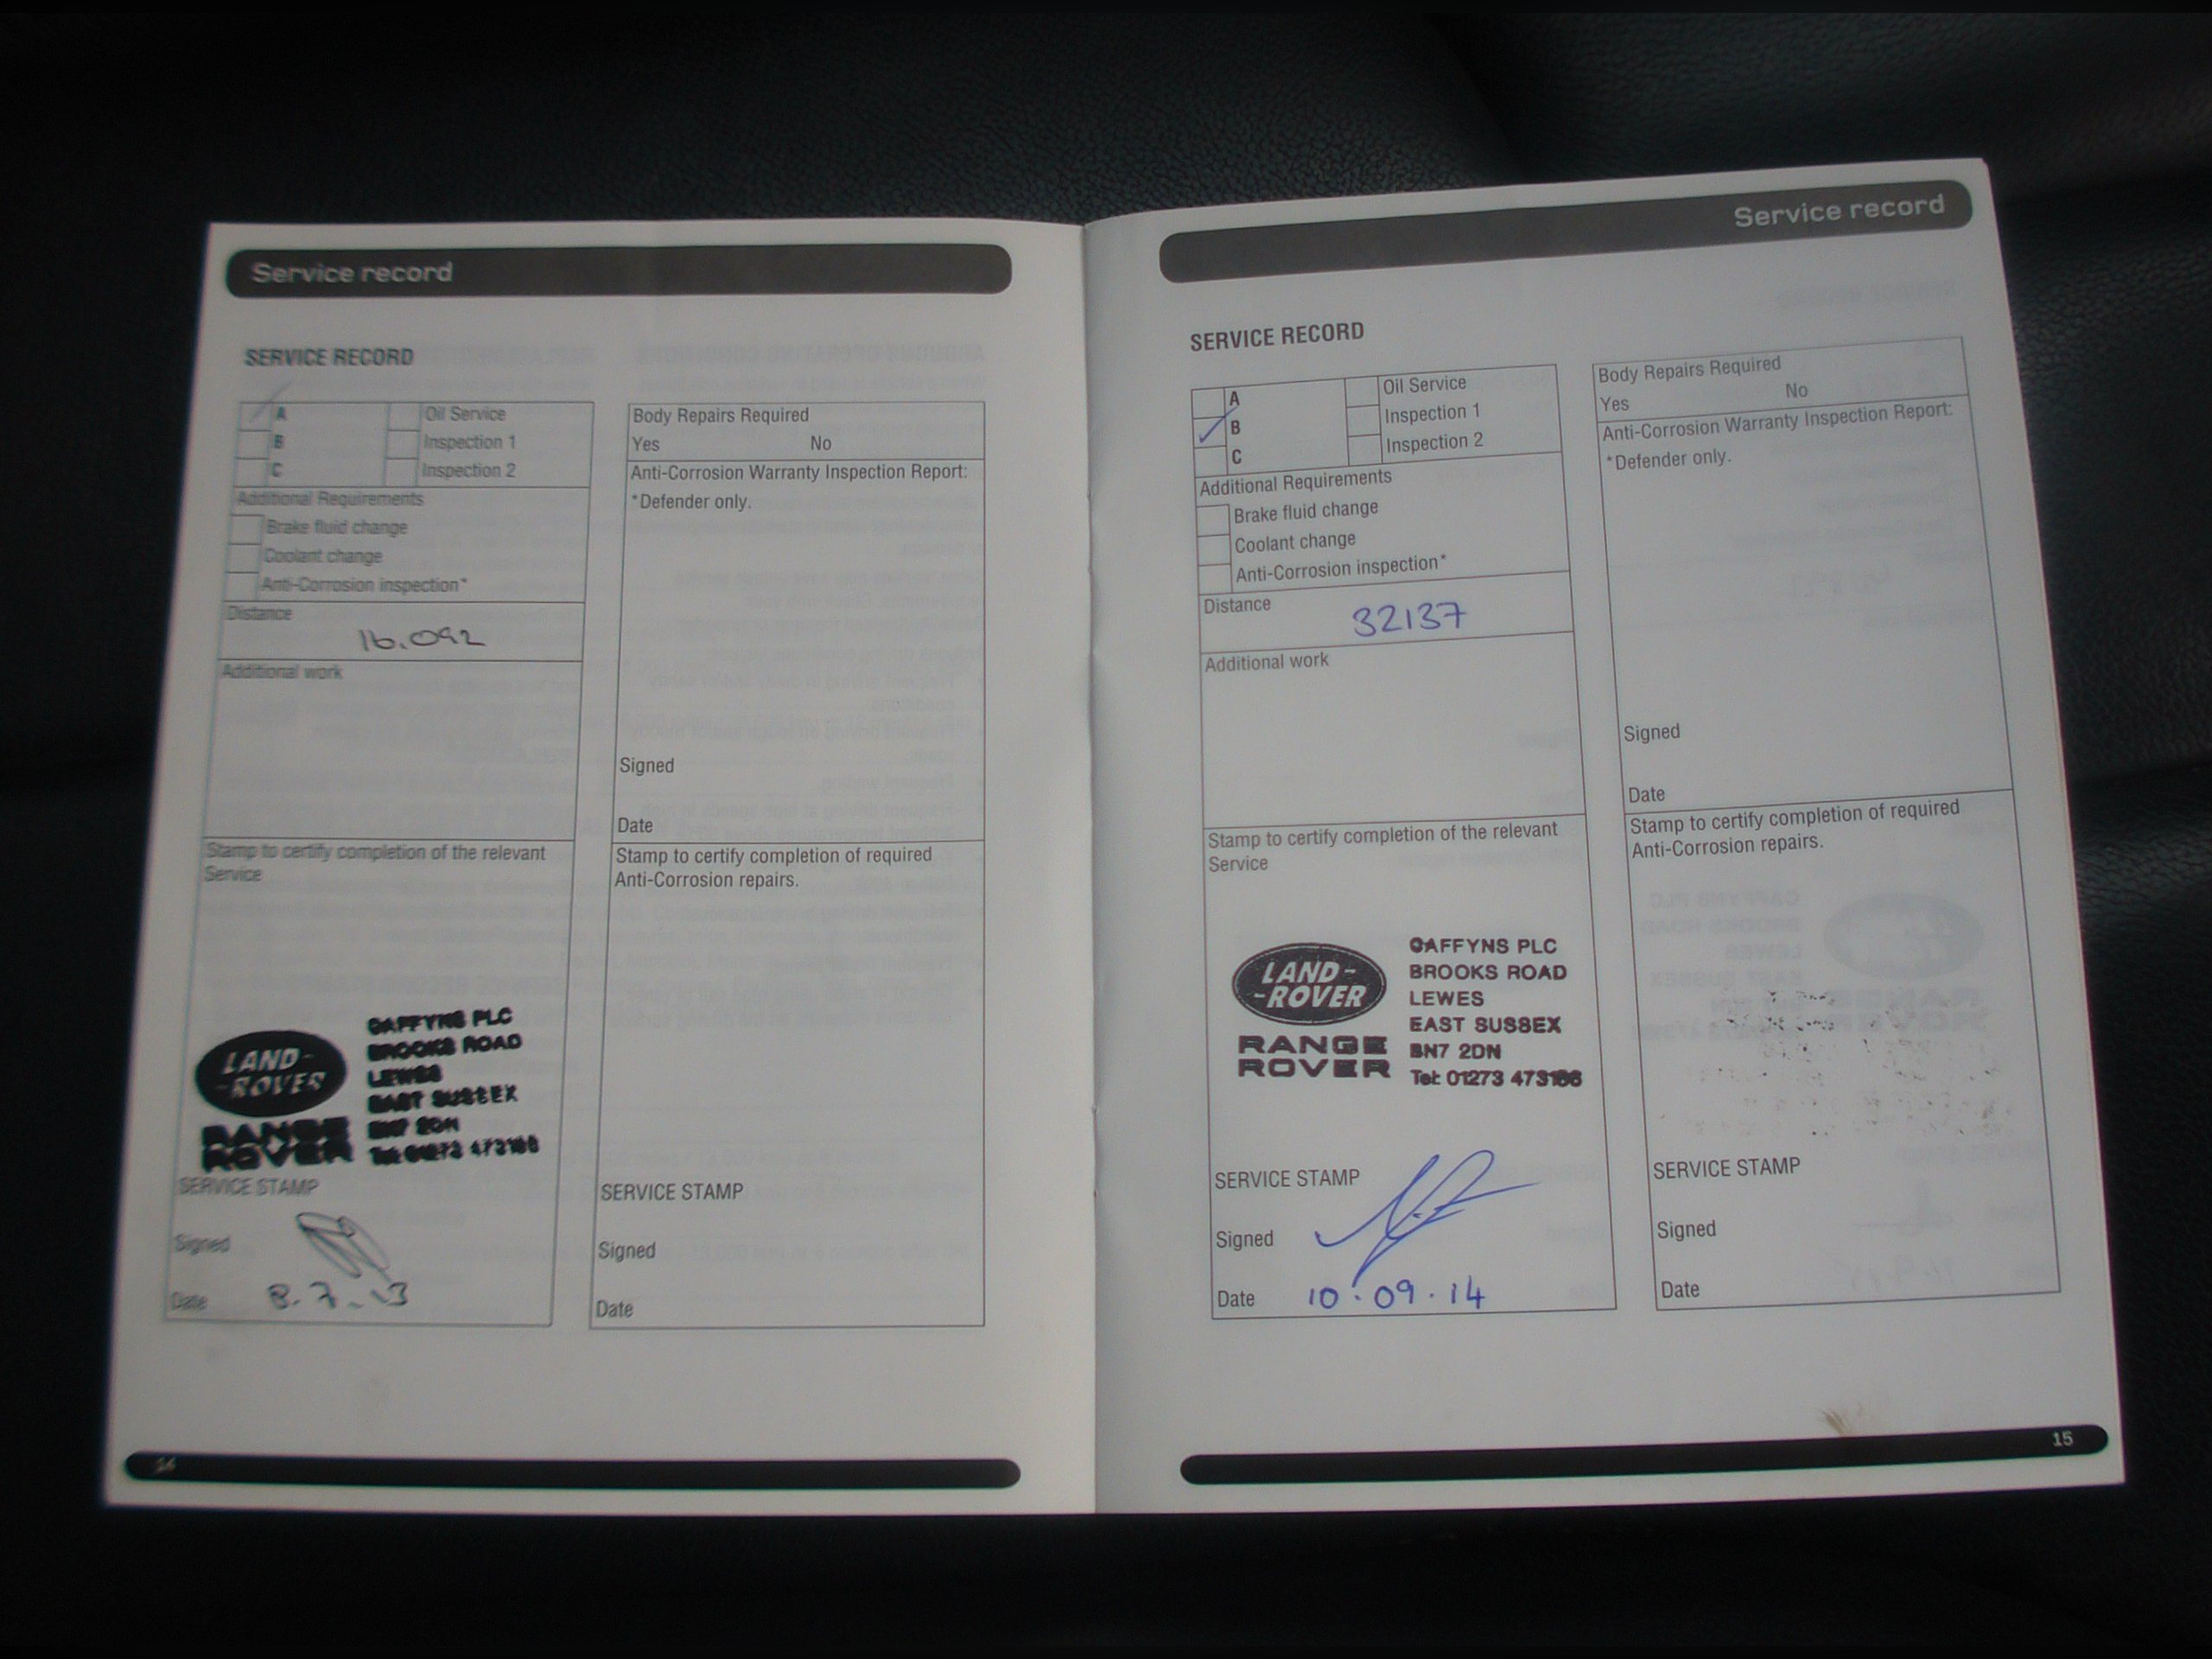 Service record
SERVICE RECORD
A
Oil Service
B
Inspection 1
C
Inspection 2
Additional Requirements
Brake fluid change
Coolant change
Anti-Corrosion inspection*
Distance
16.092
Additional work
Stamp to certify completion of the relevant
Service
LAND-
-ROVER
RANGE
ROVER
GAFFYNS PLC
BROOKS ROAD
LEWES
EAST SUSSEX
BN7 2DN
Tel: 01273 473186
SERVICE STAMP
Signed
Date 8.7.13
Body Repairs Required
Yes No
Anti-Corrosion Warranty Inspection Report:
*Defender only.
Signed
Date
Stamp to certify completion of required
Anti-Corrosion repairs.
SERVICE STAMP
Signed
Date
14
Service record
SERVICE RECORD
A
Oil Service
B
Inspection 1
C
Inspection 2
Additional Requirements
Brake fluid change
Coolant change
Anti-Corrosion inspection*
Distance
32137
Additional work
Stamp to certify completion of the relevant
Service
LAND-
-ROVER
RANGE
ROVER
GAFFYNS PLC
BROOKS ROAD
LEWES
EAST SUSSEX
BN7 2DN
Tel: 01273 473186
SERVICE STAMP
Signed
Date 10.09.14
Body Repairs Required
Yes No
Anti-Corrosion Warranty Inspection Report:
*Defender only.
Signed
Date
Stamp to certify completion of required
Anti-Corrosion repairs.
SERVICE STAMP
Signed
Date
15